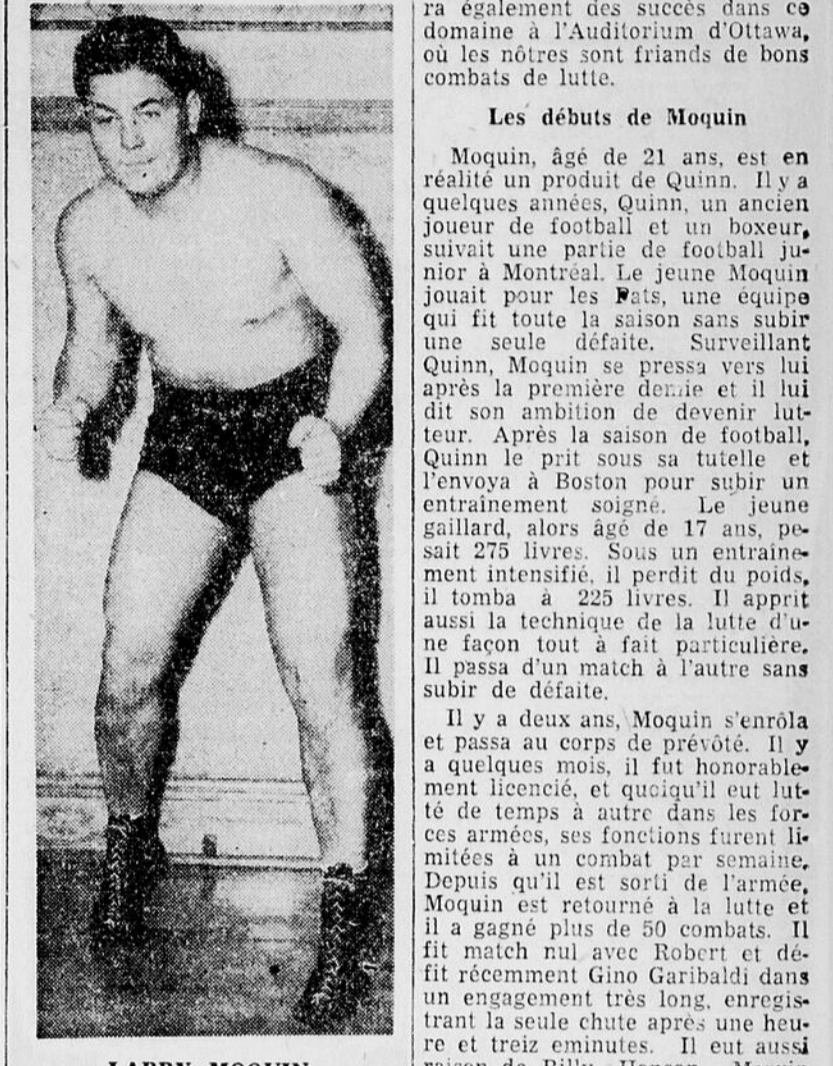 ra également des succès dans ce
domaine à l'Auditorium d'Ottawa,
où les nôtres sont friands de bons
combats de lutte.
Les débuts de Moquin
Moquin, âgé de 21 ans, est en
réalité un produit de Quinn. Il y a
quelques années, Quinn, un ancien
joueur de football et un boxeur,
suivait une partie de football ju-
nior à Montréal. Le jeune Moquin
jouait pour les Pats, une équipe
qui fit toute la saison sans subir
une seule défaite. Surveillant
Quinn, Moquin se pressa vers lui
après la première demie et il lui
dit son ambition de devenir lut-
teur. Après la saison de football,
Quinn le prit sous sa tutelle et
l'envoya à Boston pour subir un
entraînement soigné. Le jeune
gaillard, alors âgé de 17 ans, pe-
sait 275 livres. Sous un entraîne-
ment intensifié, il perdit du poids,
il tomba à 225 livres. Il apprit
aussi la technique de la lutte d'u-
ne façon tout à fait particulière.
Il passa d'un match à l'autre sans
subir de défaite.
Il y a deux ans, Moquin s'enrôla
et passa au corps de prévôté. Il y
a quelques mois, il fut honorable-
ment licencié, et quoiqu'il eut lut-
té de temps à autre dans les for-
ces armées, ses fonctions furent li-
mitées à un combat par semaine.
Depuis qu'il est sorti de l'armée,
Moquin est retourné à la lutte et
il a gagné plus de 50 combats. Il
fit match nul avec Robert et dé-
fit récemment Gino Garibaldi dans
un engagement très long, enregis-
trant la seule chute après une heu-
re et treiz eminutes. Il eut aussi
raison de Billy Hanson. Moquin
LARRY MOQUIN